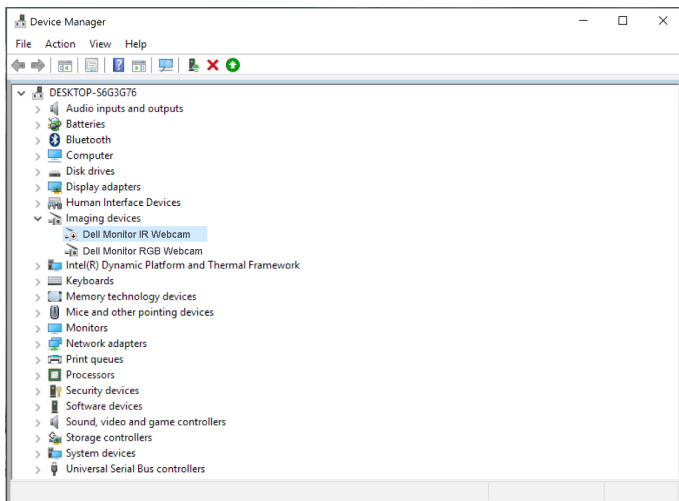 Device Manager
File Action View Help
DESKTOP-S6G3G76
Audio inputs and outputs
Batteries
Bluetooth
Computer
Disk drives
Display adapters
Human Interface Devices
Imaging devices
Dell Monitor IR Webcam
Dell Monitor RGB Webcam
Intel(R) Dynamic Platform and Thermal Framework
Keyboards
Memory technology devices
Mice and other pointing devices
Monitors
Network adapters
Print queues
Processors
Security devices
Software devices
Sound, video and game controllers
Storage controllers
System devices
Universal Serial Bus controllers